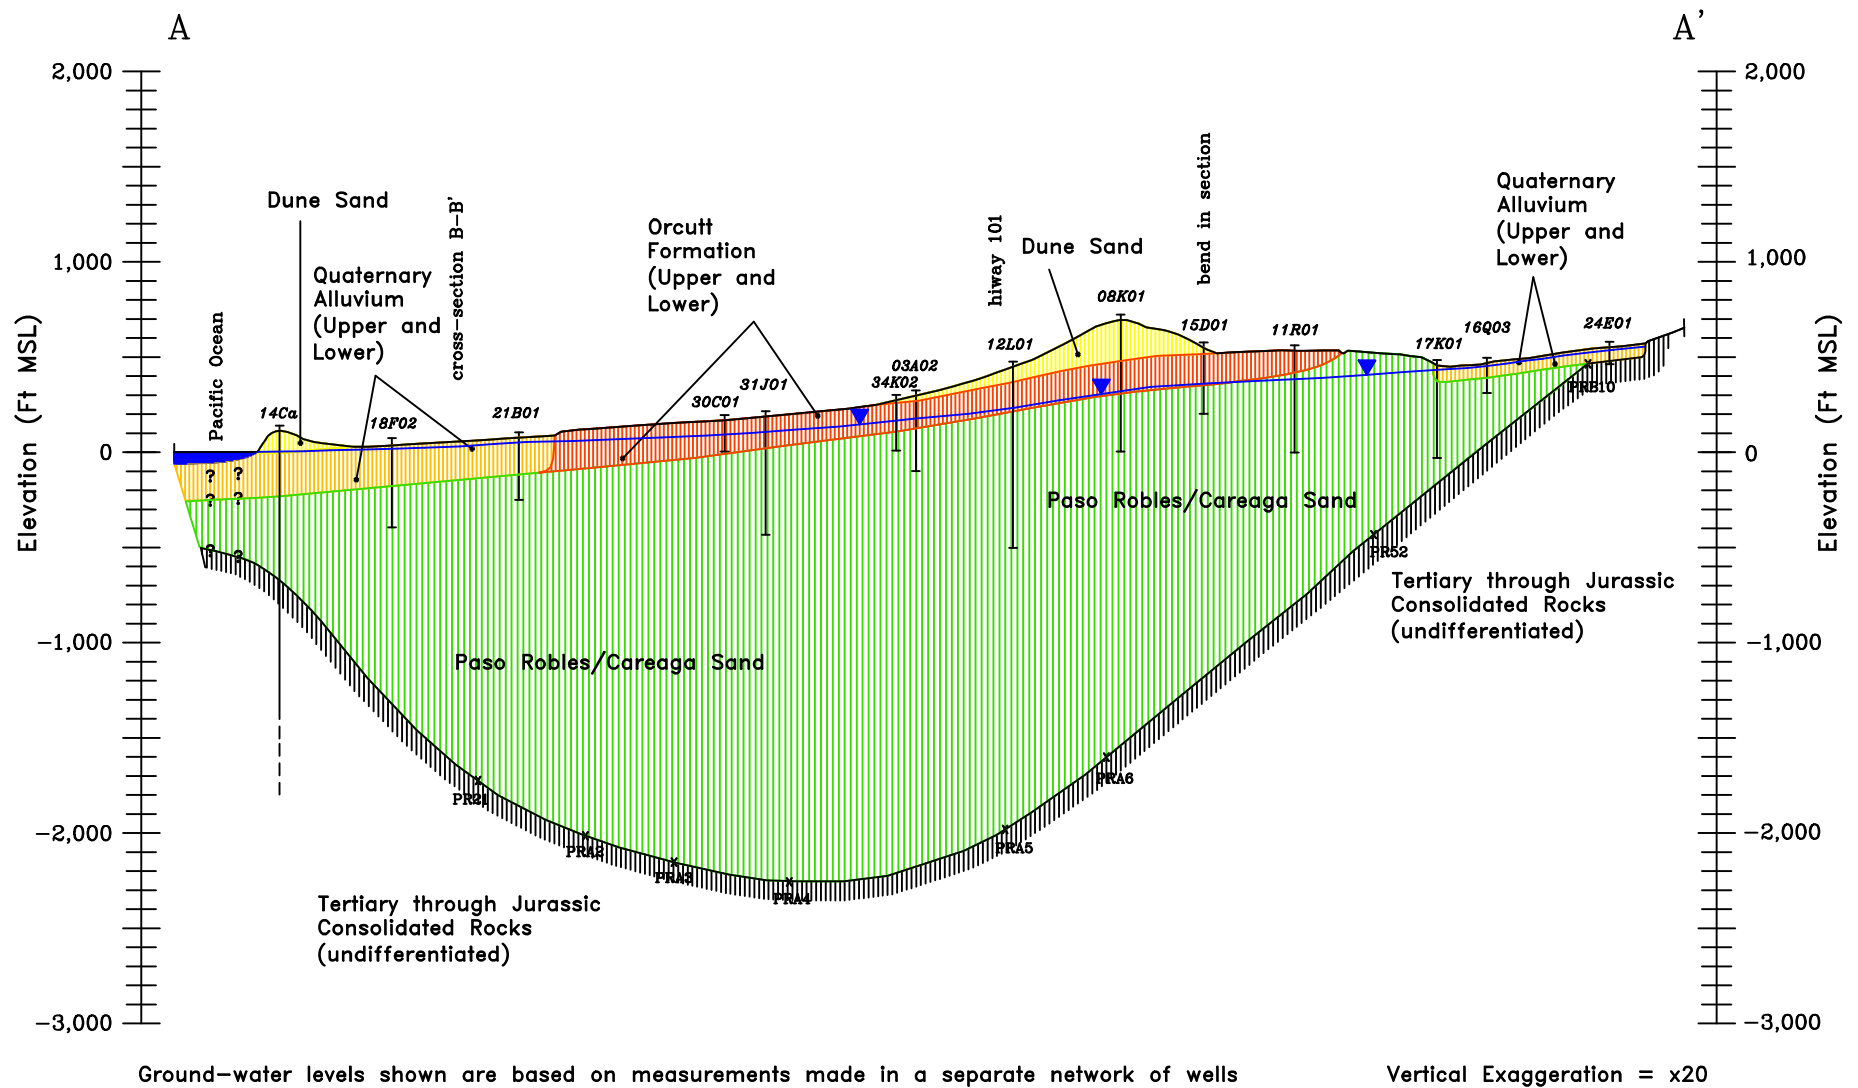 A
A'
2,000
2,000
1,000
1,000
0
0
-1,000
-1,000
-2,000
-2,000
-3,000
-3,000
Elevation (Ft MSL)
Elevation (Ft MSL)
Pacific Ocean
Dune Sand
Quaternary
Alluvium
(Upper and
Lower)
cross-section B-B'
Orcutt
Formation
(Upper and
Lower)
hiway 101
Dune Sand
bend in section
Quaternary
Alluvium
(Upper and
Lower)
14Ca
18F02
21B01
30C01
31J01
34K02
03A02
12L01
08K01
15D01
11R01
17K01
16Q03
24E01
? ?
? ?
? ?
Paso Robles/Careaga Sand
Paso Robles/Careaga Sand
PRB10
PR52
PRA6
PRA5
PRA4
PRA3
PRA2
PR21
Tertiary through Jurassic
Consolidated Rocks
(undifferentiated)
Tertiary through Jurassic
Consolidated Rocks
(undifferentiated)
Ground-water levels shown are based on measurements made in a separate network of wells
Vertical Exaggeration = x20